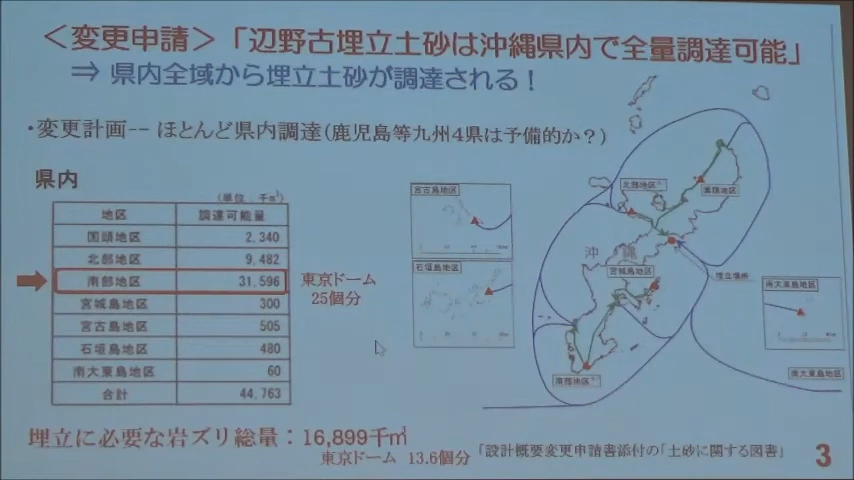 ＜変更申請＞「辺野古埋立土砂は沖縄県内で全量調達可能」
⇒ 県内全域から埋立土砂が調達される！
・変更計画-- ほとんど県内調達(鹿児島等九州4県は予備的か？)
県内
(単位 千㎥)
地区 調達可能量
国頭地区 2,340
北部地区 9,482
南部地区 31,596
宮城島地区 300
宮古島地区 505
石垣島地区 480
南大東島地区 60
合計 44,763
東京ドーム
25個分
宮古島地区
石垣島地区
北部地区
国頭地区
沖縄
宮城島地区
埋立場所
南大東島地区
南大東島地区
南部地区
埋立に必要な岩ズリ総量：16,899千㎥
東京ドーム 13.6個分
「設計概要変更申請書添付の「土砂に関する図書」
3